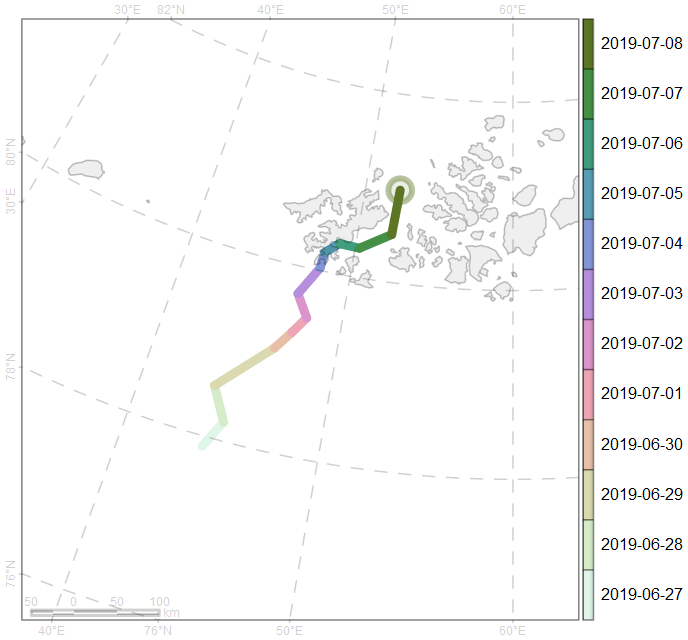 30°E 82°N 40°E 50°E 60°E
80°N
30°E
78°N
76°N
50 0 50 100
km
40°E 76°N 50°E 60°E
2019-07-08
2019-07-07
2019-07-06
2019-07-05
2019-07-04
2019-07-03
2019-07-02
2019-07-01
2019-06-30
2019-06-29
2019-06-28
2019-06-27